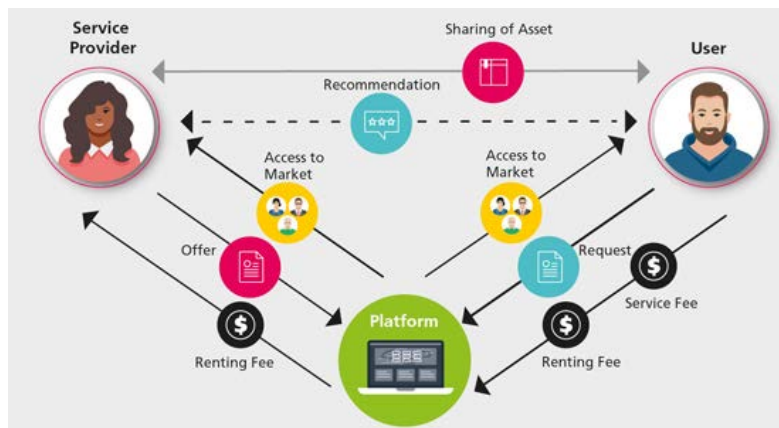 Service
Provider
Sharing of Asset
User
Recommendation
Access to
Market
Access to
Market
Offer
Request
Platform
Service Fee
Renting Fee
Renting Fee